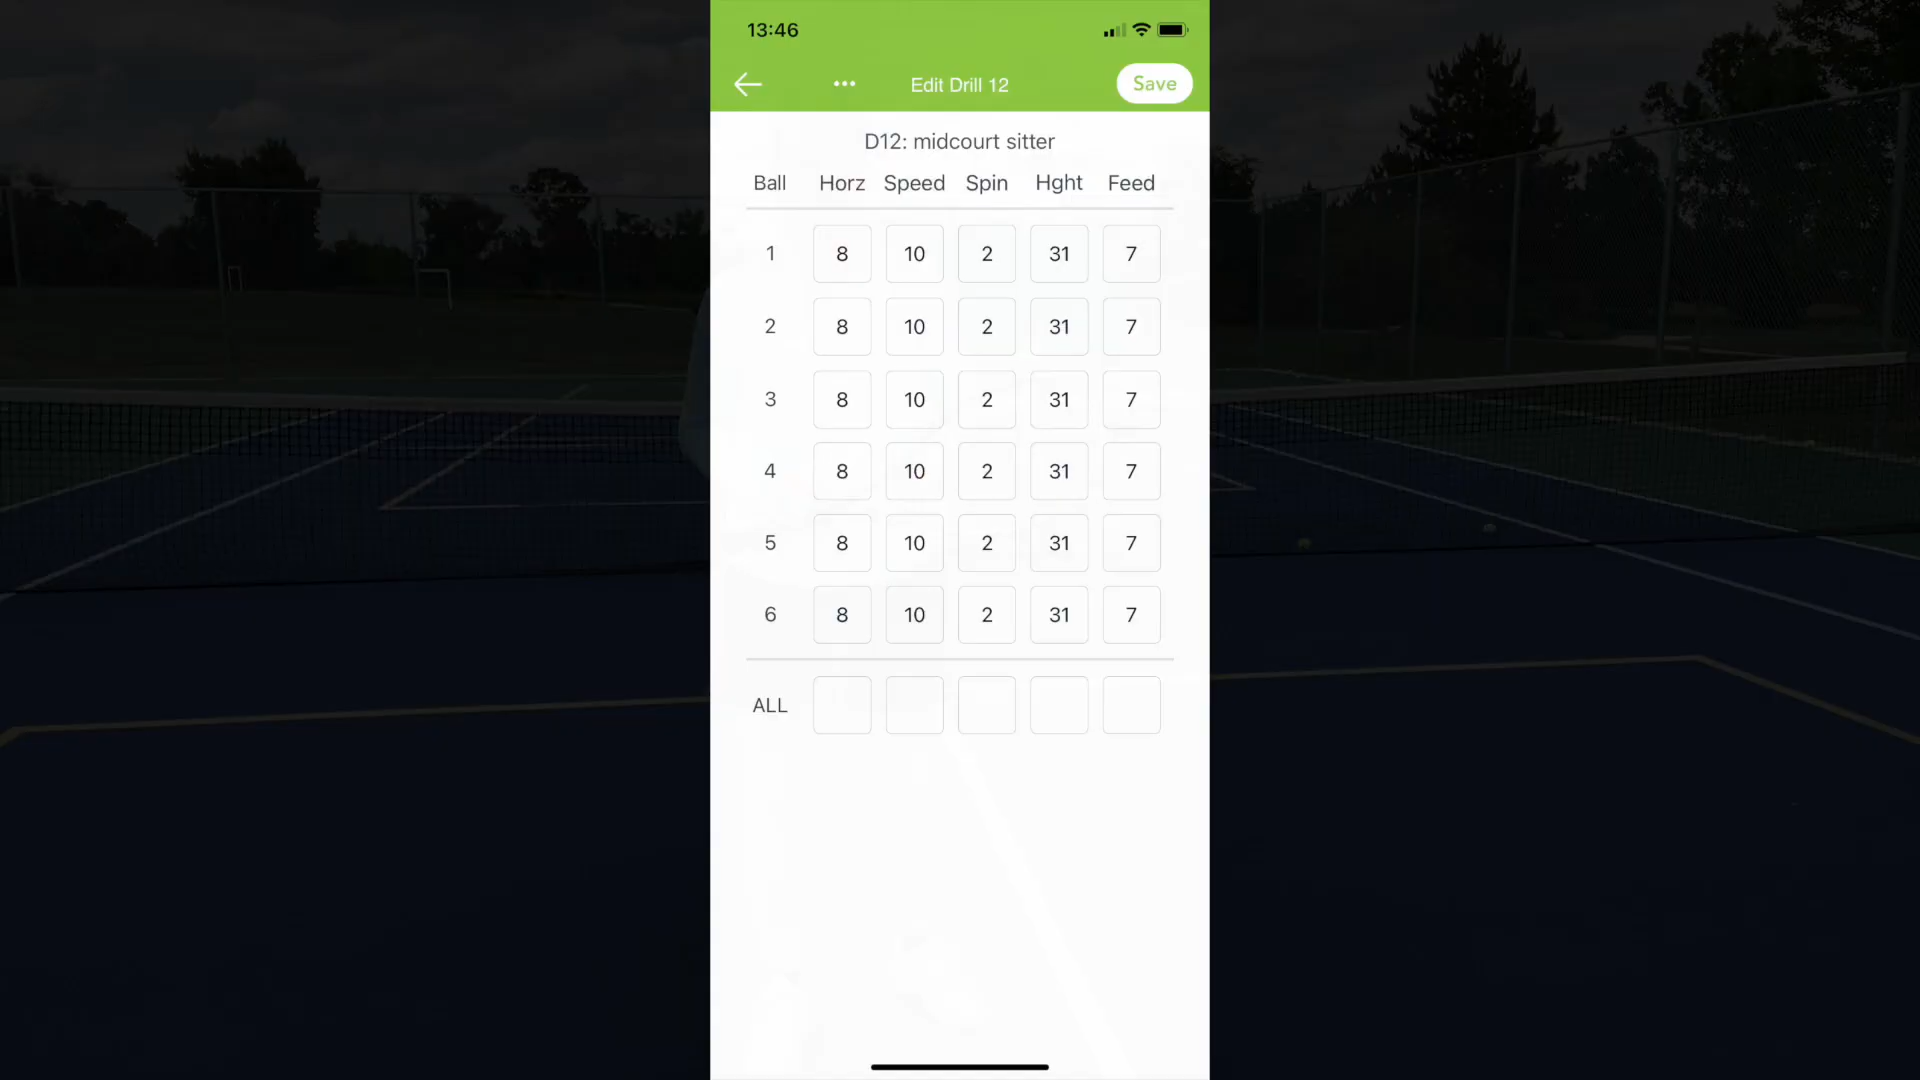 13:46
Edit Drill 12 Save
D12: midcourt sitter
Ball Horz Speed Spin Hght Feed
1 8 10 2 31 7
2 8 10 2 31 7
3 8 10 2 31 7
4 8 10 2 31 7
5 8 10 2 31 7
6 8 10 2 31 7
ALL